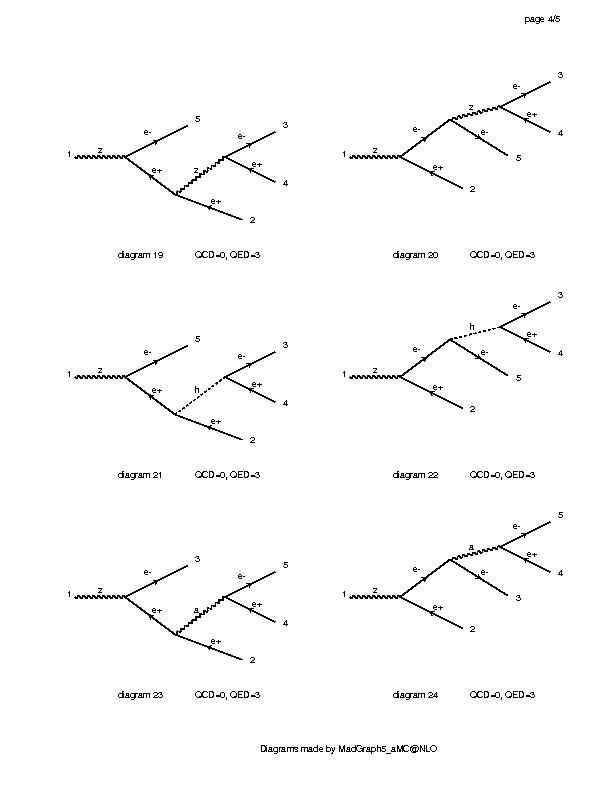 page 4/5
1 z e- 5 e+ z e- 3 e+ 4 e+ 2
diagram 19 QCD=0, QED=3
1 z e- z e- 3 e+ 4 e- 5 e+ 2
diagram 20 QCD=0, QED=3
1 z e- 5 e+ h e- 3 e+ 4 e+ 2
diagram 21 QCD=0, QED=3
1 z e- h e- 3 e+ 4 e- 5 e+ 2
diagram 22 QCD=0, QED=3
1 z e- 3 e+ a e- 5 e+ 4 e+ 2
diagram 23 QCD=0, QED=3
1 z e- a e- 5 e+ 4 e- 3 e+ 2
diagram 24 QCD=0, QED=3
Diagrams made by MadGraph5_aMC@NLO